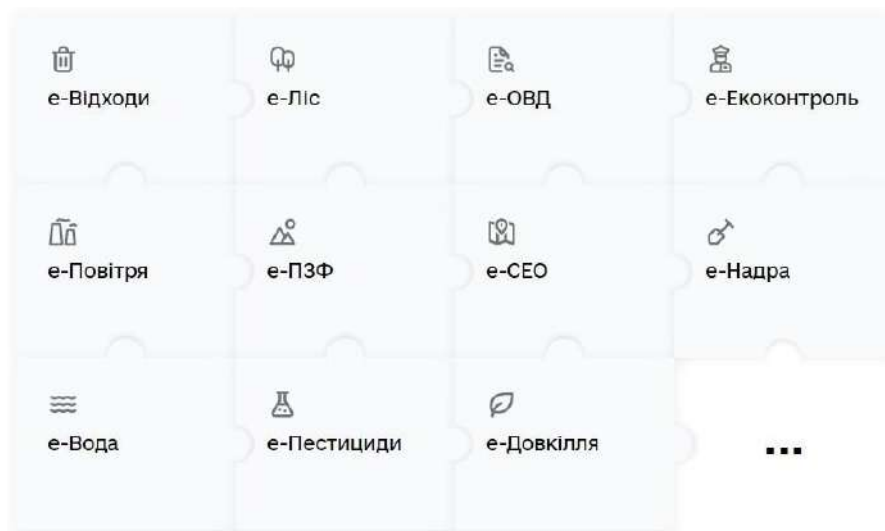 е-Відходи
е-Ліс
е-ОВД
е-Екоконтроль
е-Повітря
е-ПЗФ
е-СЕО
е-Надра
е-Вода
е-Пестициди
е-Довкілля
...